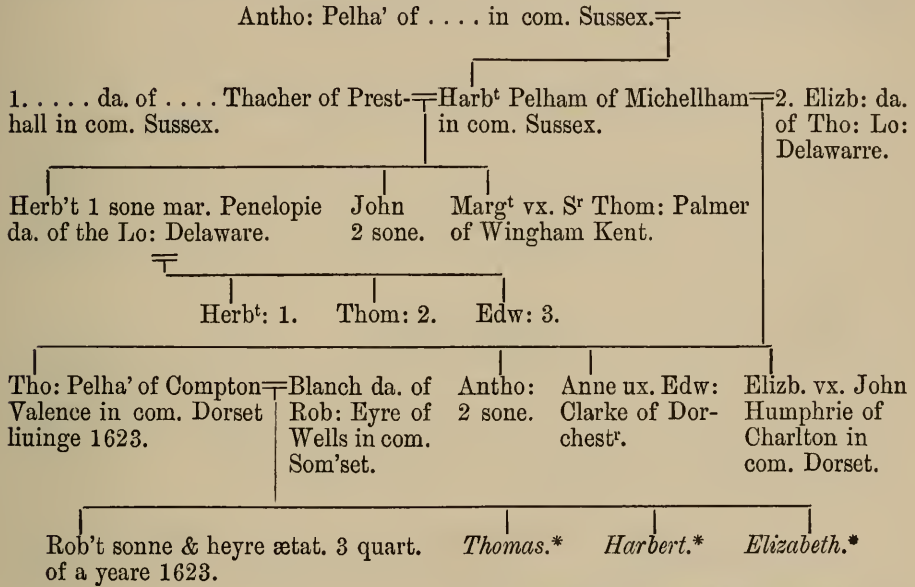 Antho: Pelha' of . . . . in com. Sussex.
1. . . . . da. of . . . . Thacher of Prest-
hall in com. Sussex.
Harbᵗ Pelham of Michellham
in com. Sussex.
2. Elizb: da.
of Tho: Lo:
Delawarre.
Herb't 1 sone mar. Penelopie
da. of the Lo: Delaware.
John
2 sone.
Margᵗ vx. Sʳ Thom: Palmer
of Wingham Kent.
Herbᵗ: 1.
Thom: 2.
Edw: 3.
Tho: Pelha' of Compton
Valence in com. Dorset
liuinge 1623.
Blanch da. of
Rob: Eyre of
Wells in com.
Som'set.
Antho:
2 sone.
Anne ux. Edw:
Clarke of Dor-
chestʳ.
Elizb. vx. John
Humphrie of
Charlton in
com. Dorset.
Rob't sonne & heyre ætat. 3 quart.
of a yeare 1623.
Thomas.*
Harbert.*
Elizabeth.*